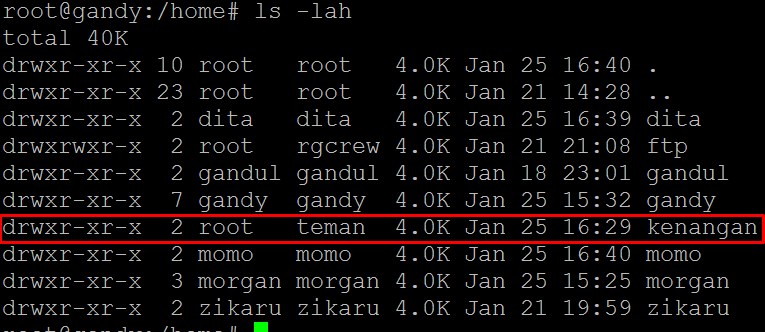 root@gandy:/home# ls -lah
total 40K
drwxr-xr-x 10 root   root   4.0K Jan 25 16:40 .
drwxr-xr-x 23 root   root   4.0K Jan 21 14:28 ..
drwxr-xr-x  2 dita   dita   4.0K Jan 25 16:39 dita
drwxrwxr-x  2 root   rgcrew 4.0K Jan 21 21:08 ftp
drwxr-xr-x  2 gandul gandul 4.0K Jan 18 23:01 gandul
drwxr-xr-x  7 gandy  gandy  4.0K Jan 25 15:32 gandy
drwxr-xr-x  2 root   teman  4.0K Jan 25 16:29 kenangan
drwxr-xr-x  2 momo   momo   4.0K Jan 25 16:40 momo
drwxr-xr-x  3 morgan morgan 4.0K Jan 25 15:25 morgan
drwxr-xr-x  2 zikaru zikaru 4.0K Jan 21 19:59 zikaru
root@gandy:/home#